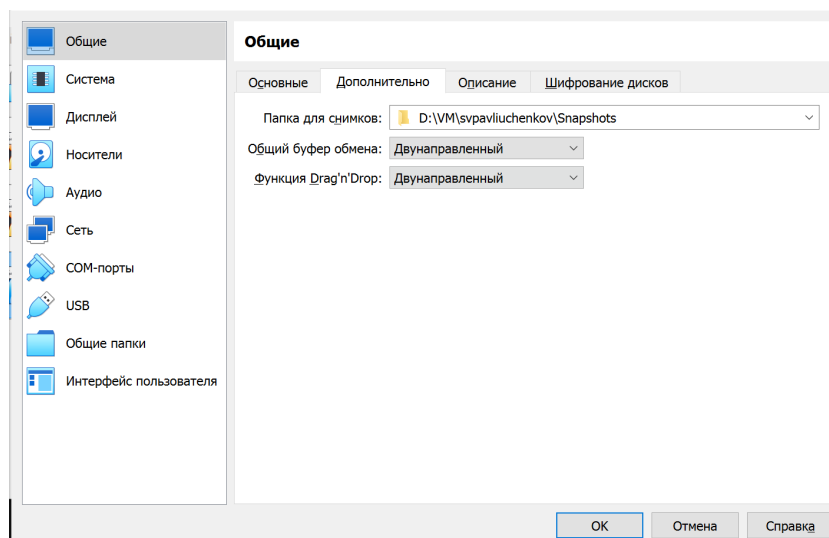 Общие
Система
Дисплей
Носители
Аудио
Сеть
COM-порты
USB
Общие папки
Интерфейс пользователя
Общие
Основные Дополнительно Описание Шифрование дисков
Папка для снимков: D:\VM\svpavliuchenkov\Snapshots
Общий буфер обмена: Двунаправленный
Функция Drag'n'Drop: Двунаправленный
OK Отмена Справка